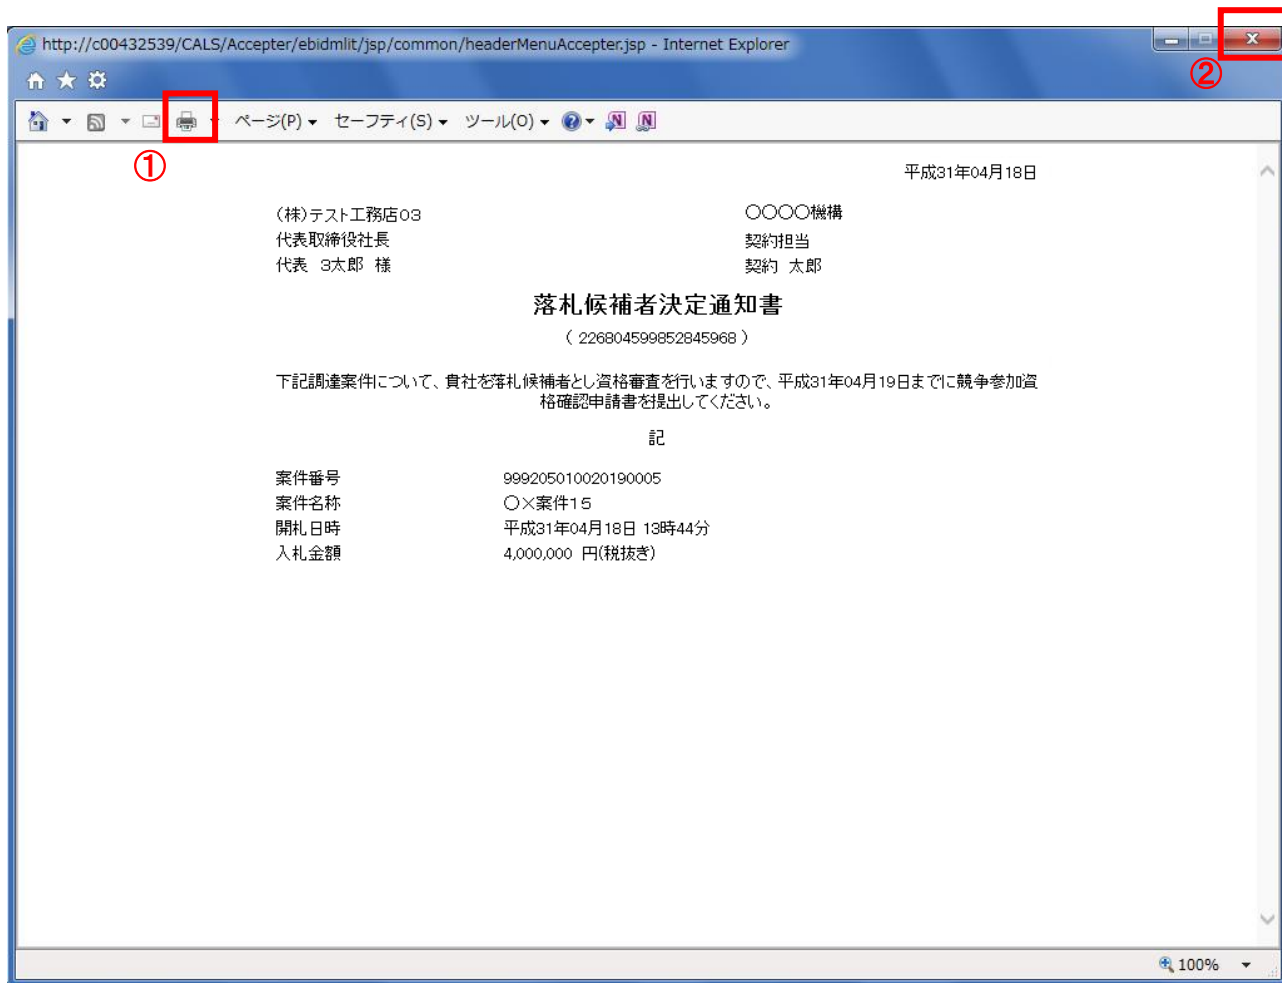 http://c00432539/CALS/Accepter/ebidmlit/jsp/common/headerMenuAccepter.jsp - Internet Explorer
②
ページ(P) セーフティ(S) ツール(O)
①
平成31年04月18日
(株)テスト工務店03 〇〇〇〇機構
代表取締役社長 契約担当
代表 3太郎 様 契約 太郎
落札候補者決定通知書
( 226804599852845968 )
下記調達案件について、貴社を落札候補者とし資格審査を行いますので、平成31年04月19日までに競争参加資
格確認申請書を提出してください。
記
案件番号 999205010020190005
案件名称 〇×案件15
開札日時 平成31年04月18日 13時44分
入札金額 4,000,000 円(税抜き)
100%